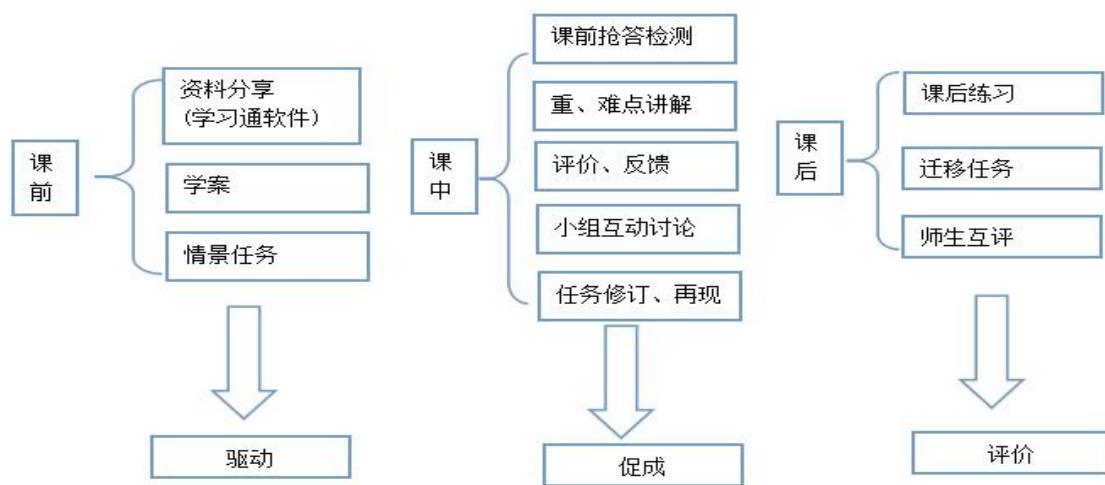 课前
资料分享
(学习通软件)
学案
情景任务
驱动
课中
课前抢答检测
重、难点讲解
评价、反馈
小组互动讨论
任务修订、再现
促成
课后
课后练习
迁移任务
师生互评
评价